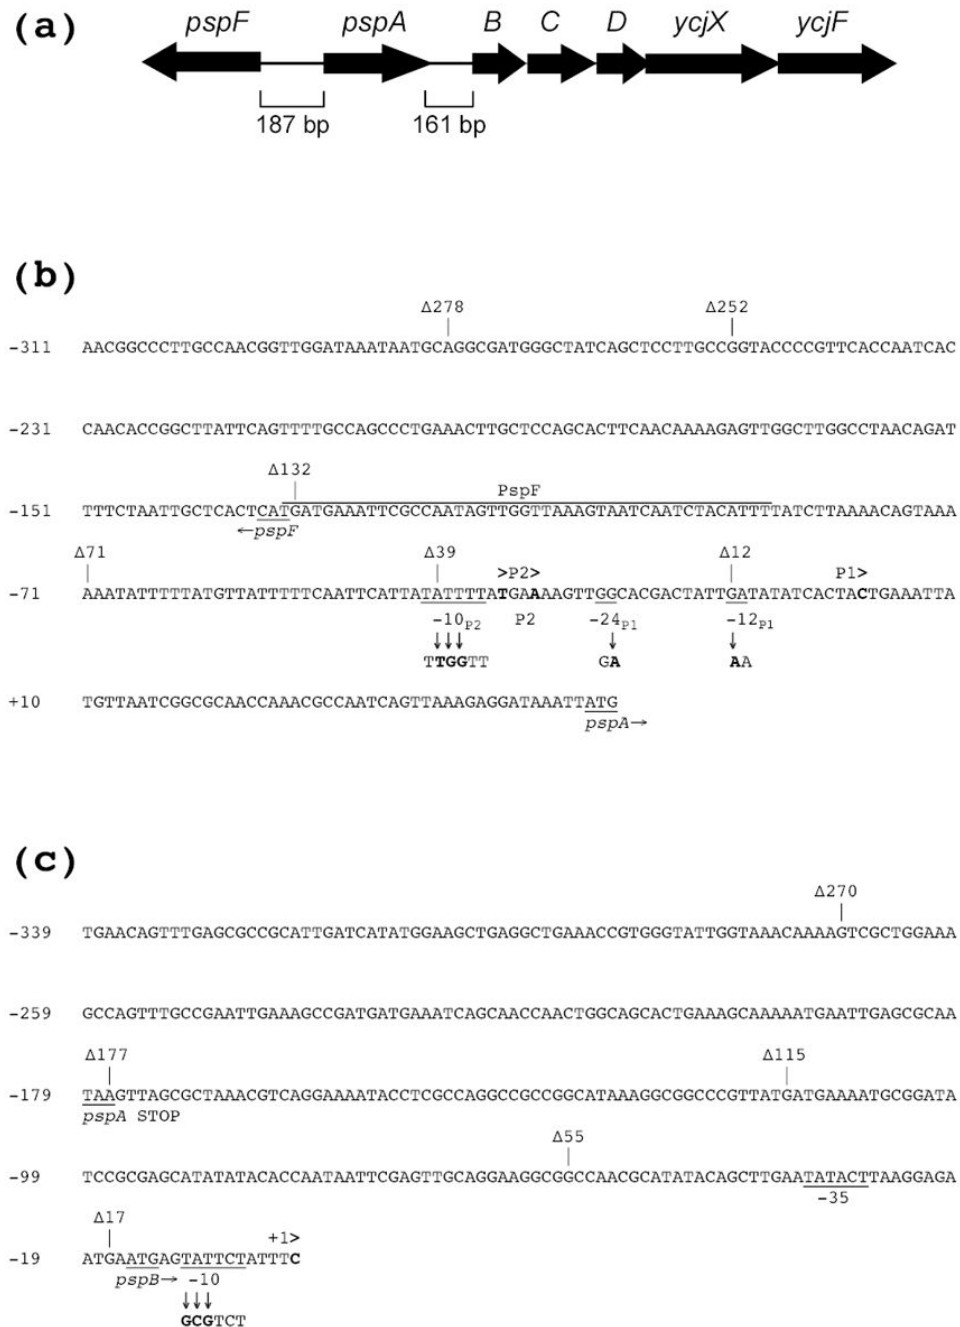 (a)
pspF pspA B C D ycjX ycjF
187 bp 161 bp
(b)
Δ278 Δ252
-311 AACGGCCCTTGCCAACGGTTGGATAAATAATGCAGGCGATGGGCTATCAGCTCCTTGCCGGTACCCCGTTCACCAATCAC
-231 CAACACCGGCTTATTCAGTTTTGCCAGCCCTGAAACTTGCTCCAGCACTTCAACAAAAGAGTTGGCTTGGCCTAACAGAT
Δ132 PspF
-151 TTTCTAATTGCTCACTCATGATGAAATTCGCCAATAGTTGGTTAAAGTAATCAATCTACATTTTATCTTAAAACAGTAAA
←pspF
Δ71 Δ39 >P2> Δ12 P1>
-71 AAATATTTTTATGTTATTTTTCAATTCATTATATTTTATGAAAAGTTGGCACGACTATTGATATATCACTACTGAAATTA
-10P2 P2 -24P1 -12P1
↓↓↓ ↓ ↓
TTGGTT GA AA
+10 TGTTAATCGGCGCAACCAAACGCCAATCAGTTAAAGAGGATAAATTATG
pspA→
(c)
Δ270
-339 TGAACAGTTTGAGCGCCGCATTGATCATATGGAAGCTGAGGCTGAAACCGTGGGTATTGGTAAACAAAAGTCGCTGGAAA
-259 GCCAGTTTGCCGAATTGAAAGCCGATGATGAAATCAGCAACCAACTGGCAGCACTGAAAGCAAAAATGAATTGAGCGCAA
Δ177 Δ115
-179 TAAGTTAGCGCTAAACGTCAGGAAAATACCTCGCCAGGCCGCCGGCATAAAGGCGGCCCGTTATGATGAAAATGCGGATA
pspA STOP
Δ55
-99 TCCGCGAGCATATATACACCAATAATTCGAGTTGCAGGAAGGCGGCCAACGCATATACAGCTTGAATATACTTAAGGAGA
-35
Δ17 +1>
-19 ATGAATGAGTATTCTATTTC
pspB→ -10
↓↓↓
GCGTCT